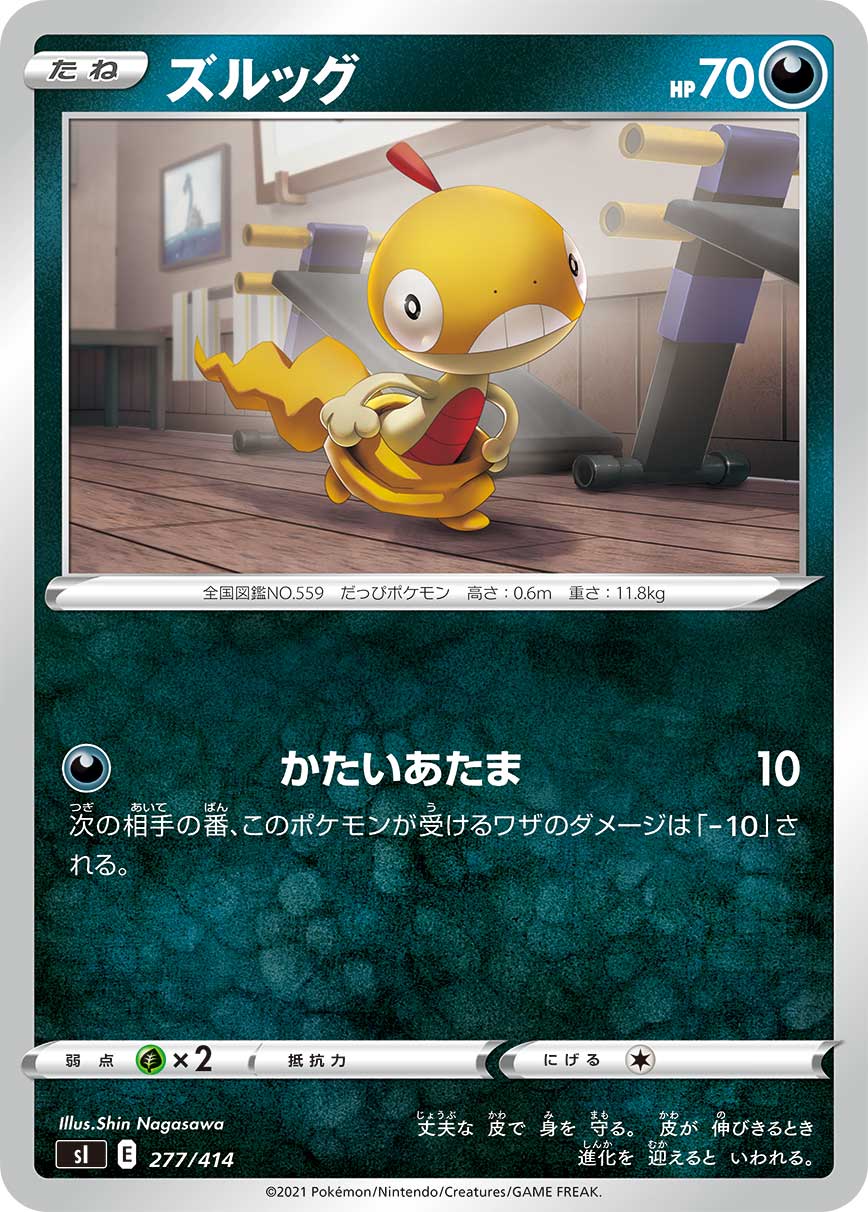 たね ズルッグ HP70
全国図鑑NO.559 だっぴポケモン 高さ:0.6m 重さ:11.8kg
かたいあたま 10
次の相手の番、このポケモンが受けるワザのダメージは「-10」さ
れる。
弱点 ×2 抵抗力 にげる
Illus.Shin Nagasawa
丈夫な 皮で 身を 守る。 皮が 伸びきるとき
進化を 迎えると いわれる。
sI E 277/414
©2021 Pokémon/Nintendo/Creatures/GAME FREAK.